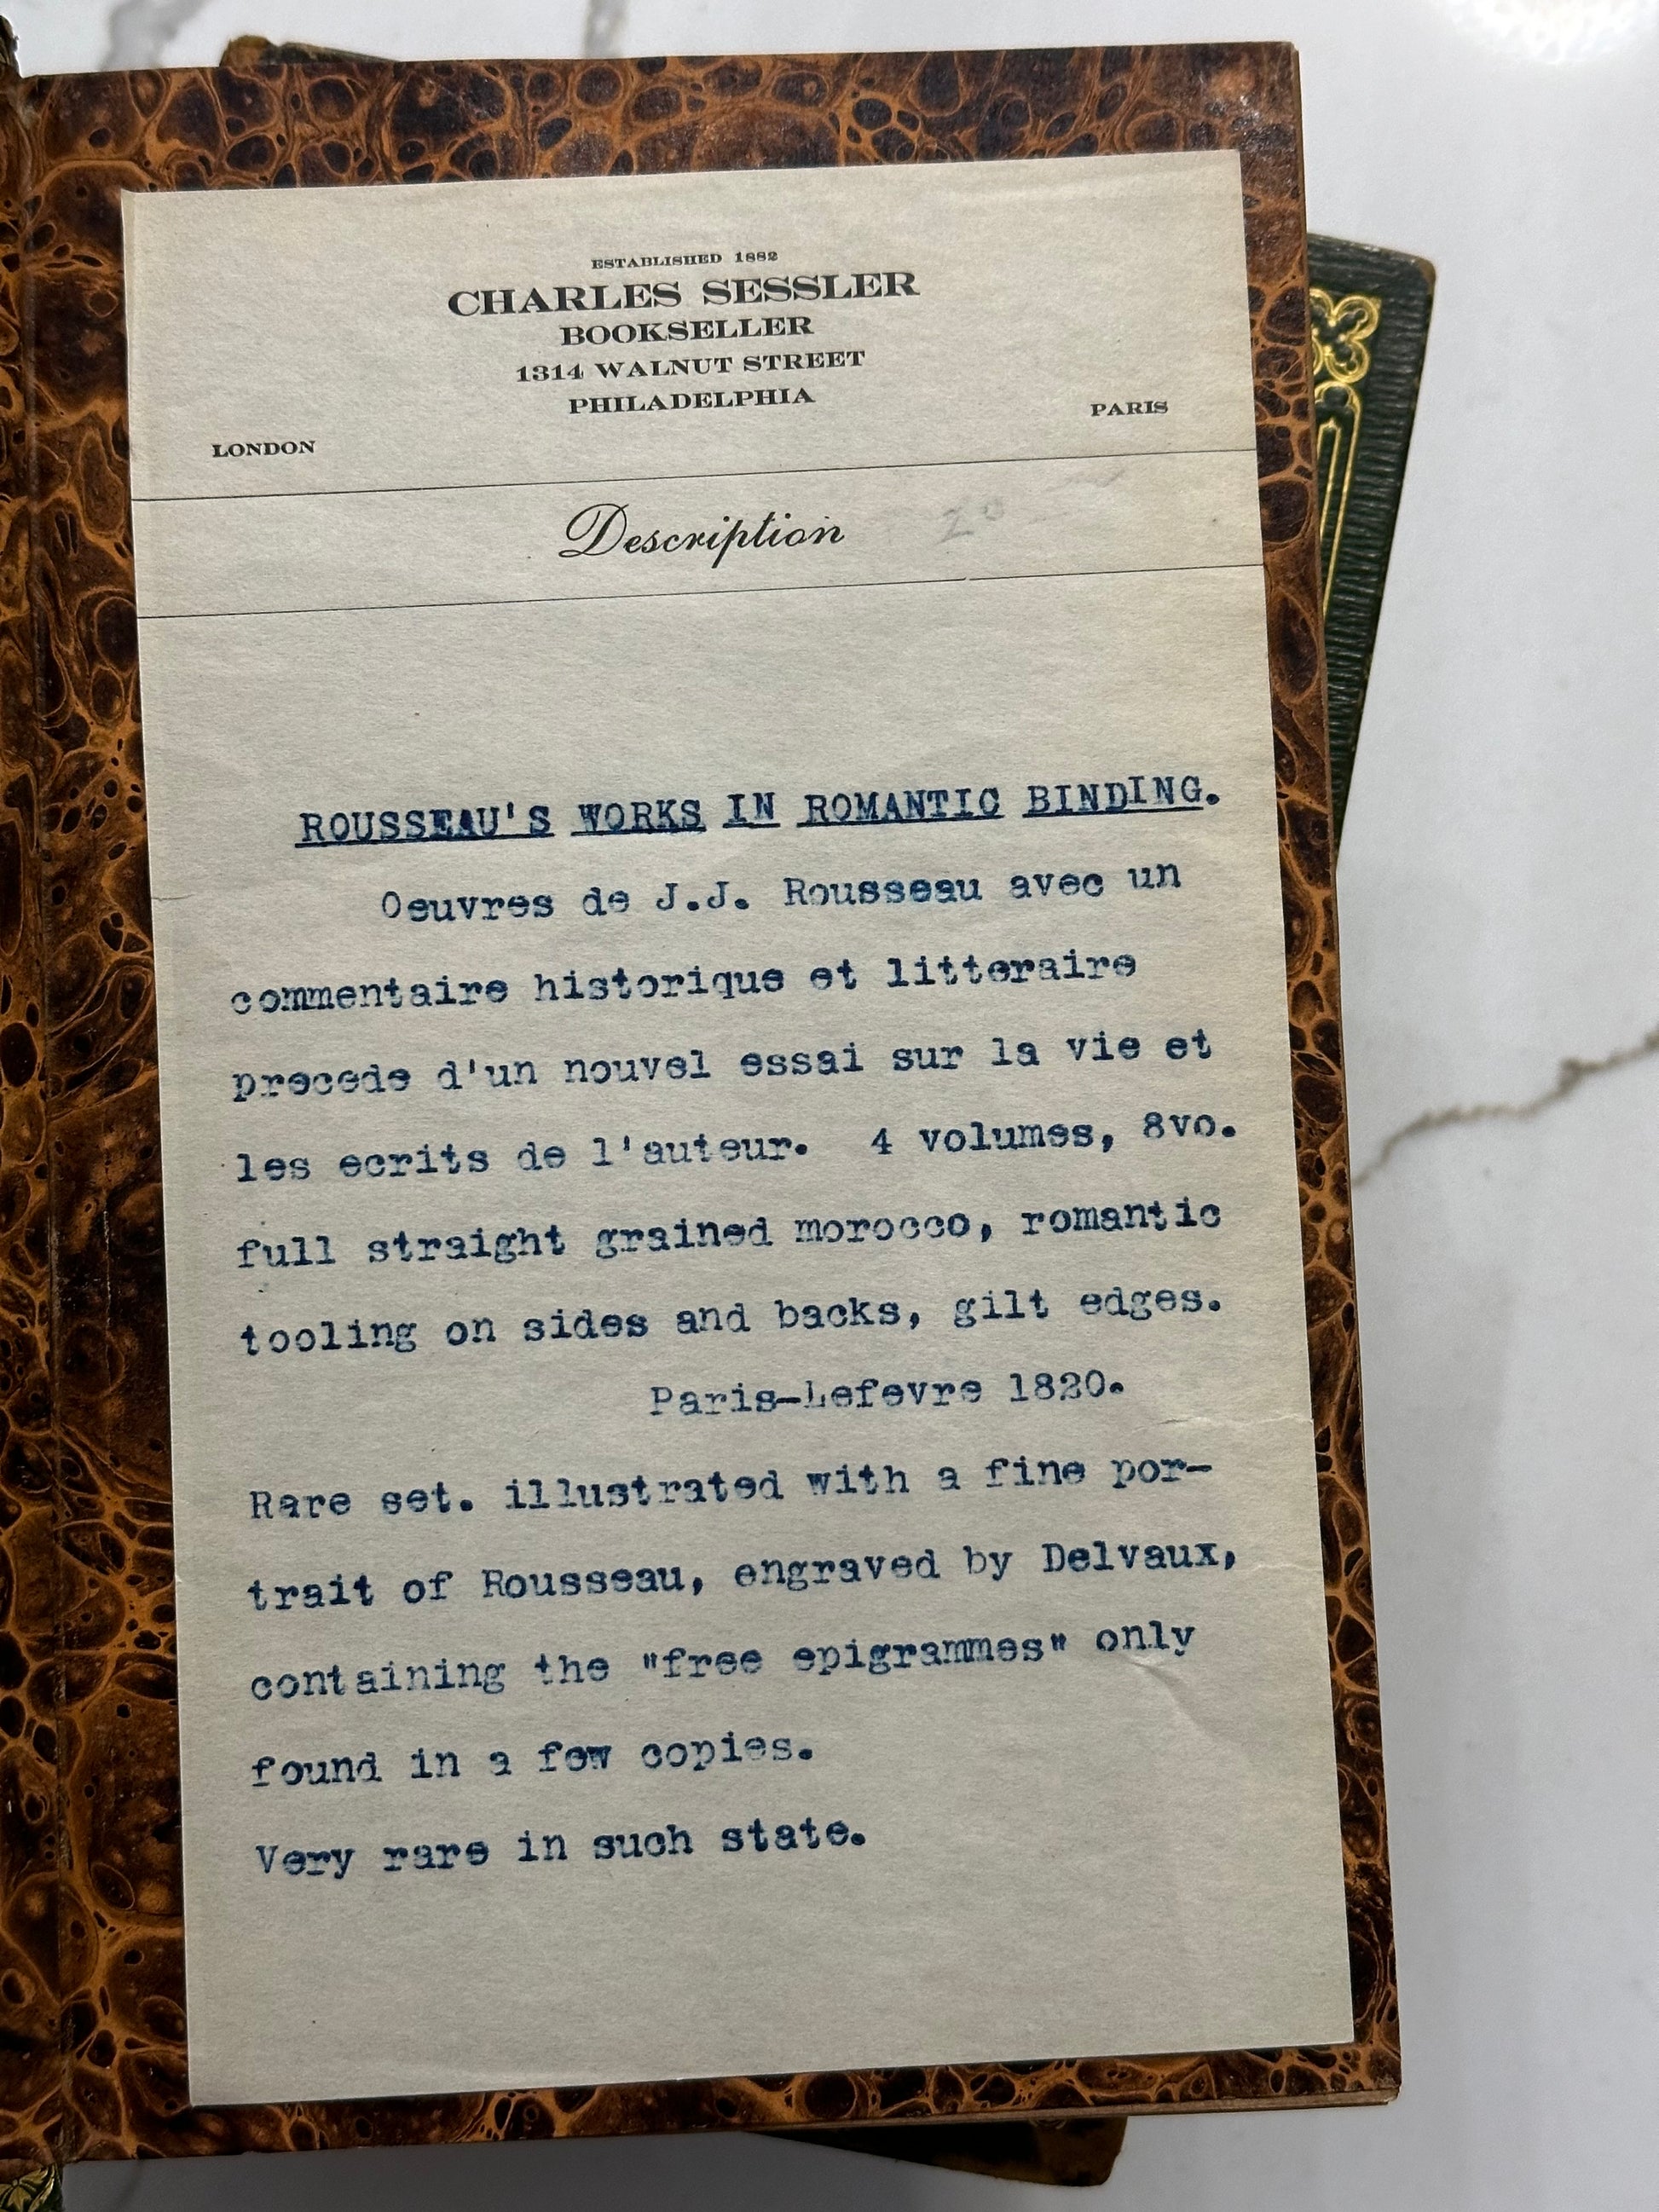 ESTABLISHED 1882
CHARLES SESSLER
BOOKSELLER
1314 WALNUT STREET
PHILADELPHIA
LONDON PARIS
Description 20
ROUSSEAU'S WORKS IN ROMANTIC BINDING.
Oeuvres de J.J. Rousseau avec un
commentaire historique et litteraire
precede d'un nouvel essai sur la vie et
les ecrits de l'auteur. 4 volumes, 8vo.
full straight grained morocco, romantic
tooling on sides and backs, gilt edges.
Paris-Lefevre 1820.
Rare set. illustrated with a fine por-
trait of Rousseau, engraved by Delvaux,
containing the "free epigrammes" only
found in a few copies.
Very rare in such state.